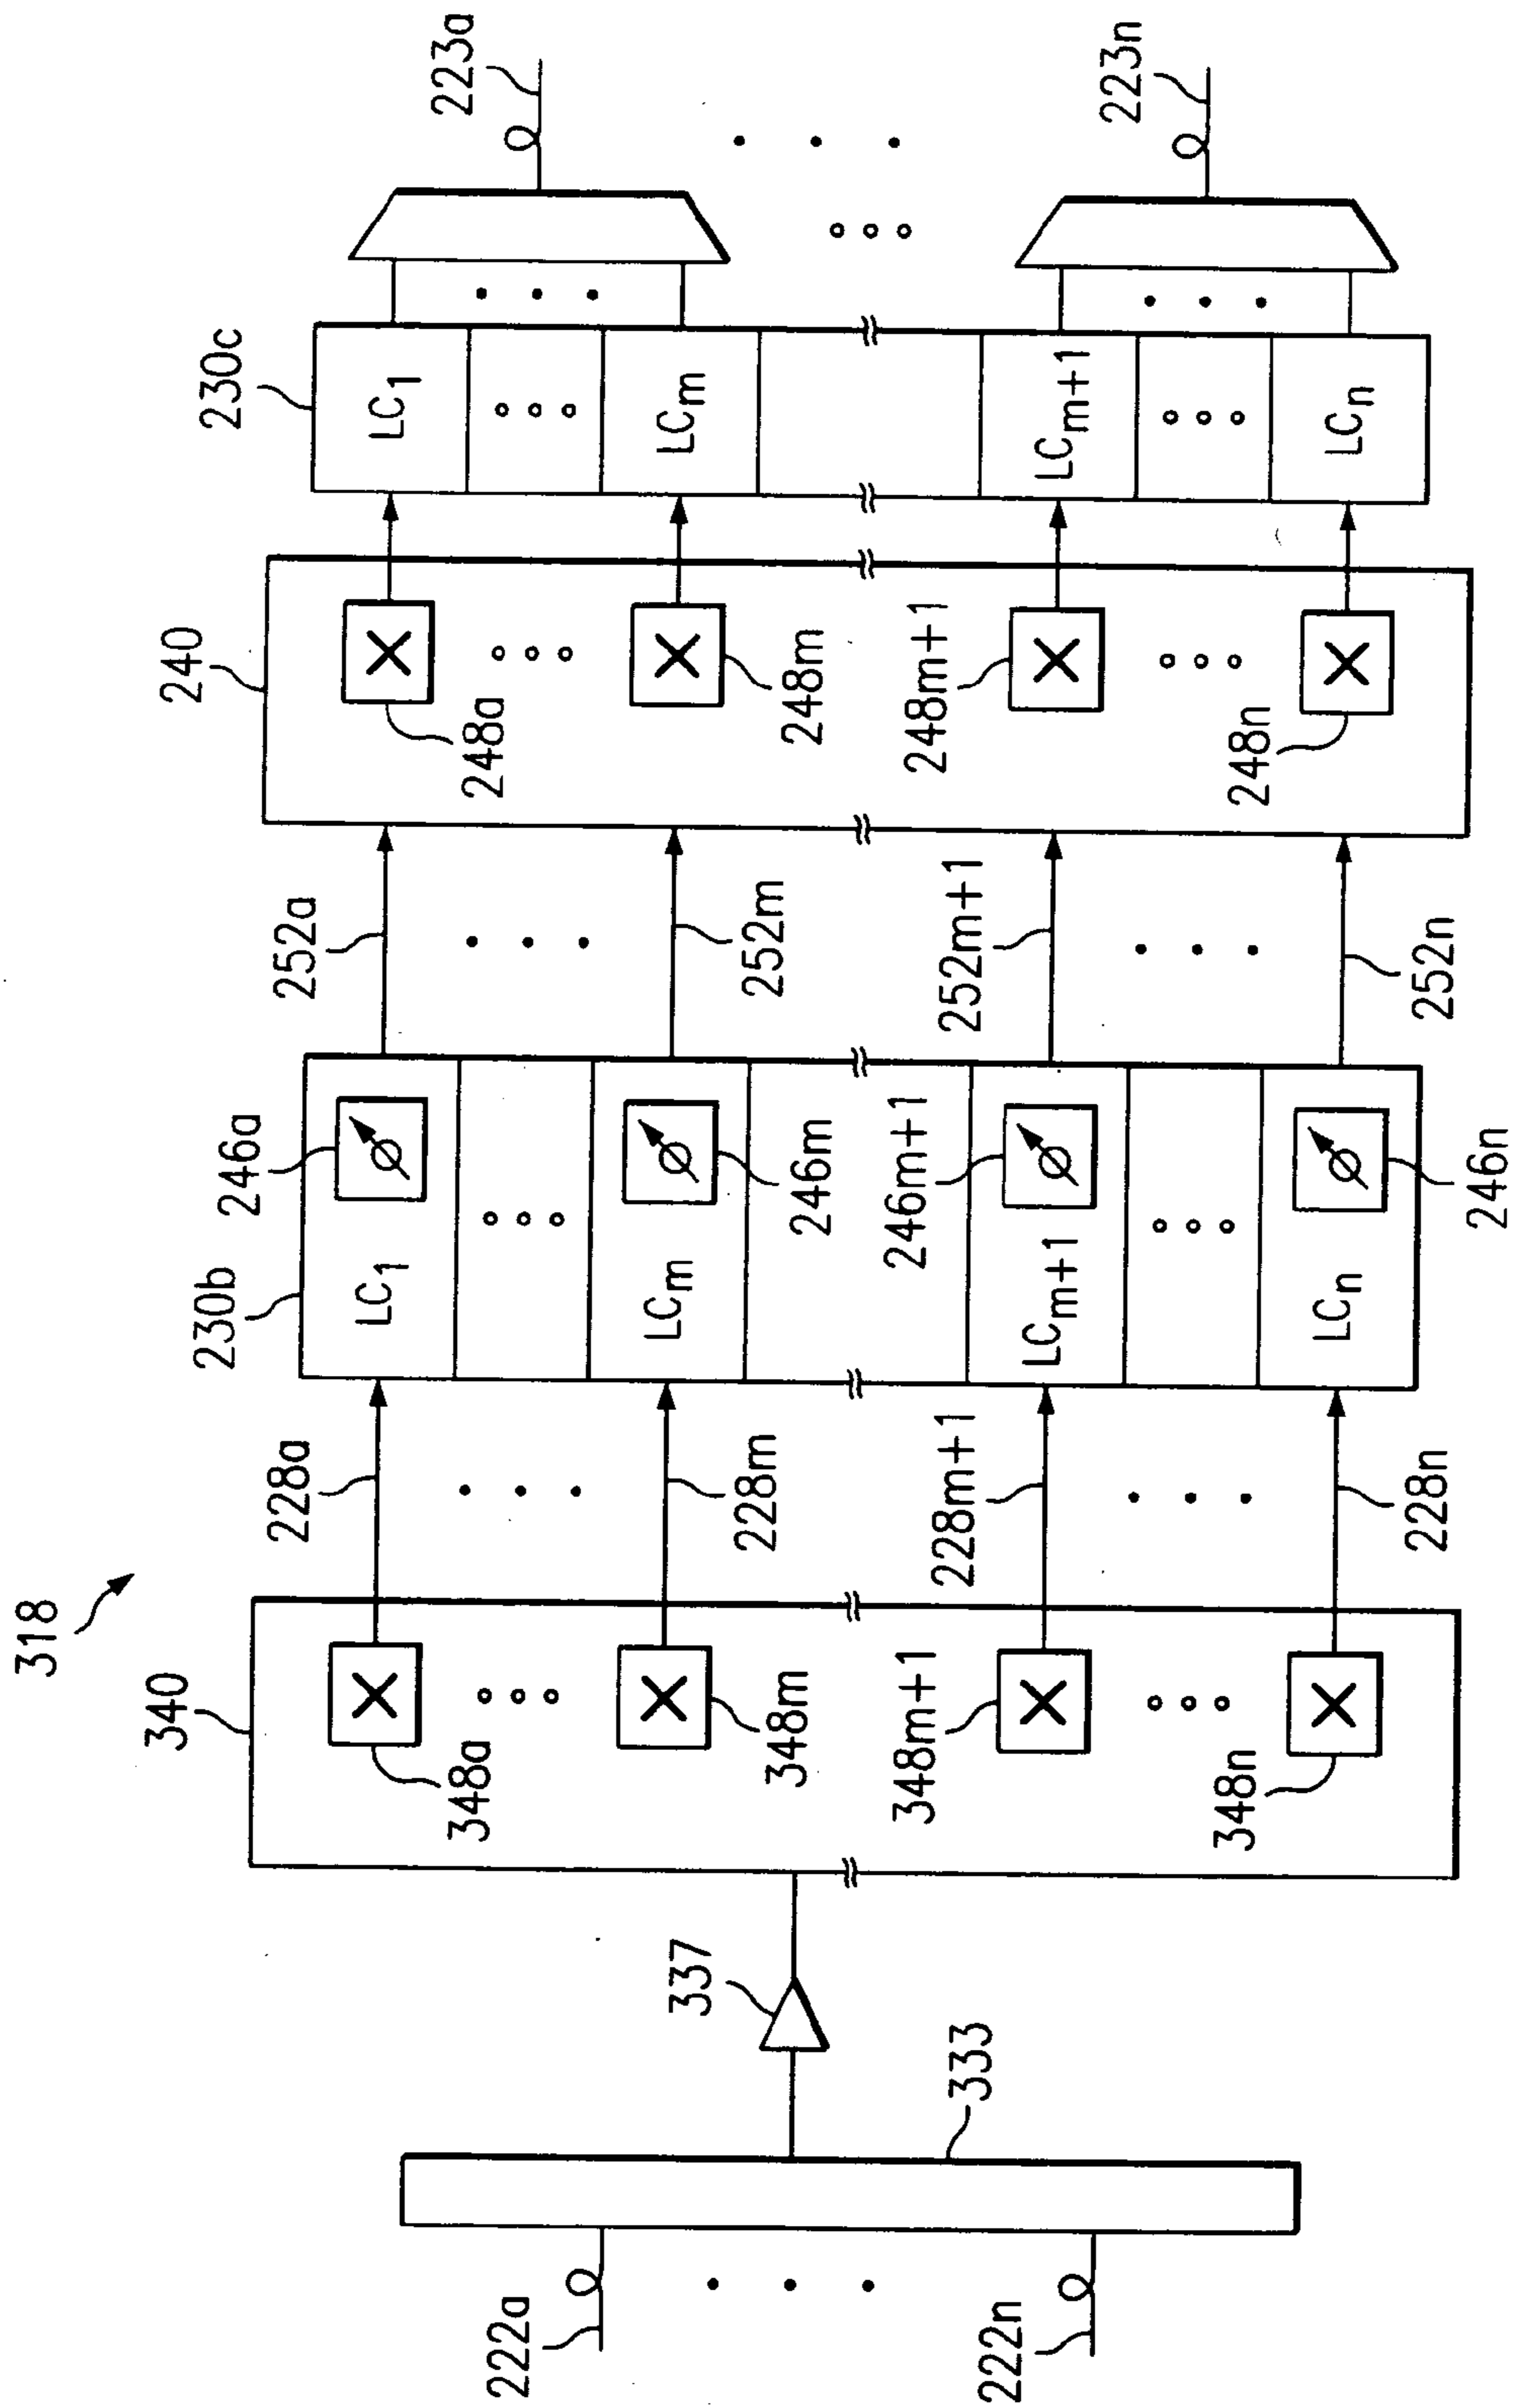 318
340
348a
348m
348m+1
348n
337
333
222a
222n
228a
228m
228m+1
228n
230b
LC1
LCm
LCm+1
LCn
246a
246m
246m+1
246n
252a
252m
252m+1
252n
240
248a
248m
248m+1
248n
230c
LC1
LCm
LCm+1
LCn
223a
223n